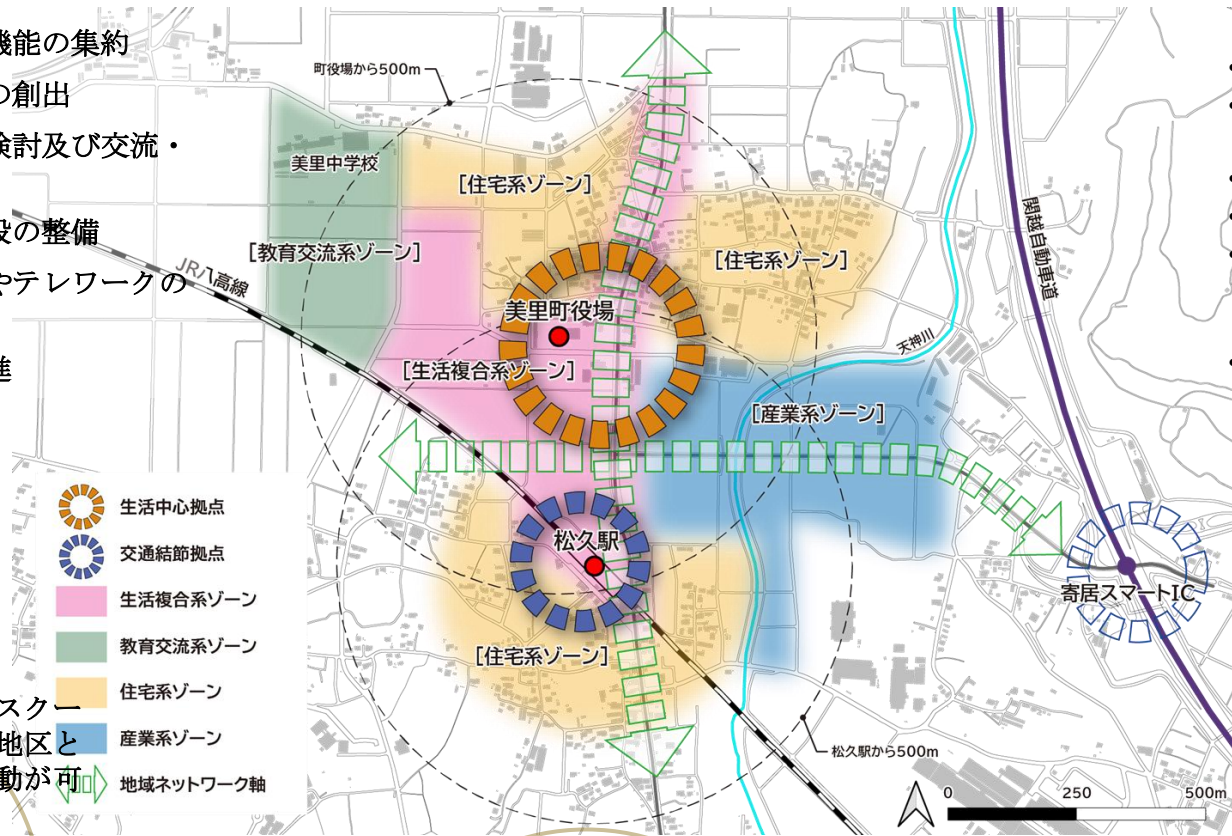 機能の集約
の創出
検討及び交流・
設の整備
やテレワークの
進
町役場から500m
美里中学校
[住宅系ゾーン]
[教育交流系ゾーン]
[住宅系ゾーン]
関越自動車道
JR八高線
美里町役場
天神川
[生活複合系ゾーン]
[産業系ゾーン]
松久駅
寄居スマートIC
[住宅系ゾーン]
松久駅から500m
生活中心拠点
交通結節拠点
生活複合系ゾーン
教育交流系ゾーン
住宅系ゾーン
産業系ゾーン
地域ネットワーク軸
スクー
地区と
動が可
0 250 500m